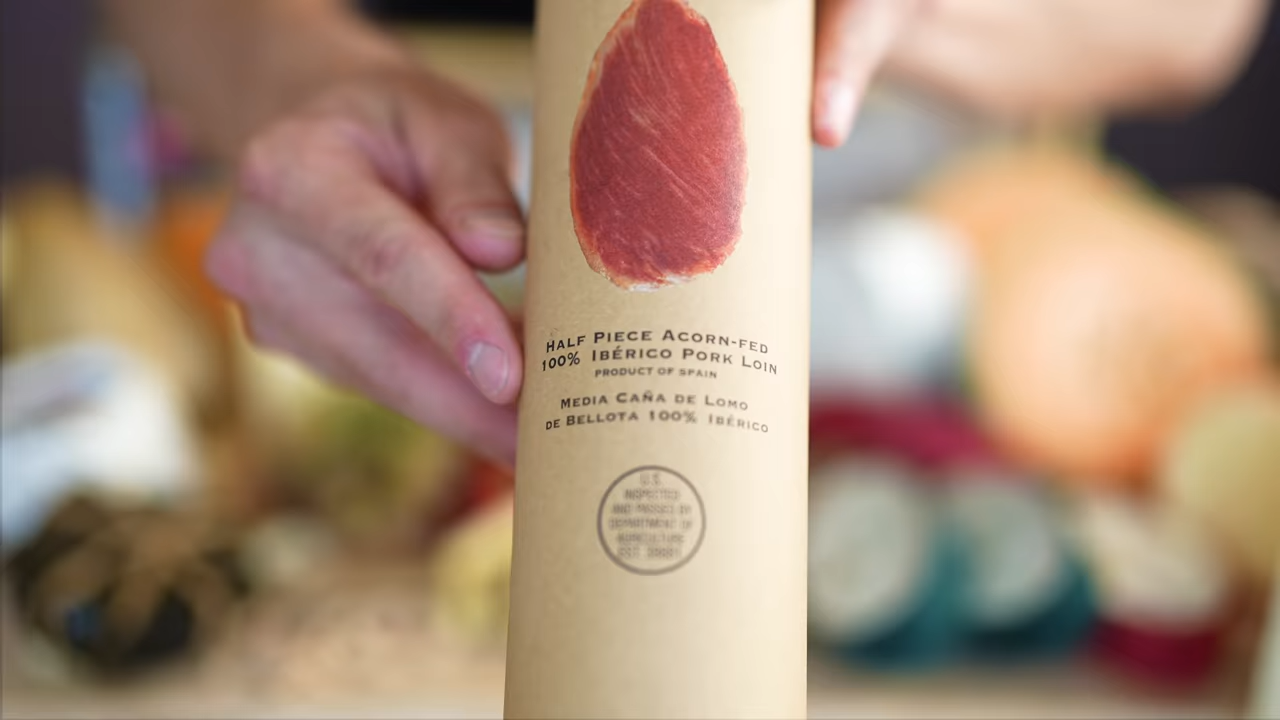 HALF PIECE ACORN-FED
100% IBÉRICO PORK LOIN
PRODUCT OF SPAIN
MEDIA CAÑA DE LOMO
DE BELLOTA 100% IBÉRICO
U.S.
INSPECTED
AND PASSED BY
DEPARTMENT OF
AGRICULTURE
EST.